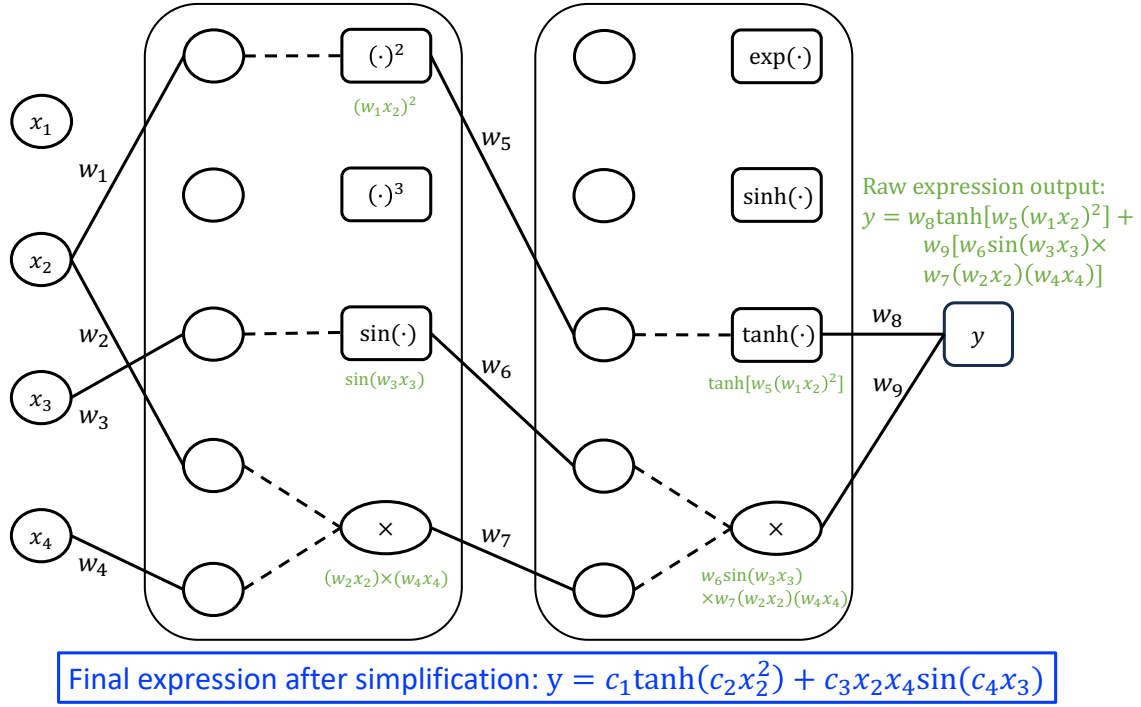 (·)²
exp(·)
(w₁x₂)²
x₁
w₁
w₅
(·)³
sinh(·)
Raw expression output:
y = w₈tanh[w₅(w₁x₂)²] +
w₉[w₆sin(w₃x₃)×
w₇(w₂x₂)(w₄x₄)]
x₂
w₂
sin(·)
tanh(·)
w₈
y
w₆
sin(w₃x₃)
tanh[w₅(w₁x₂)²]
w₉
x₃
w₃
x₄
w₄
×
w₇
×
(w₂x₂)×(w₄x₄)
w₆sin(w₃x₃)
×w₇(w₂x₂)(w₄x₄)
Final expression after simplification: y = c₁tanh(c₂x₂²) + c₃x₂x₄sin(c₄x₃)